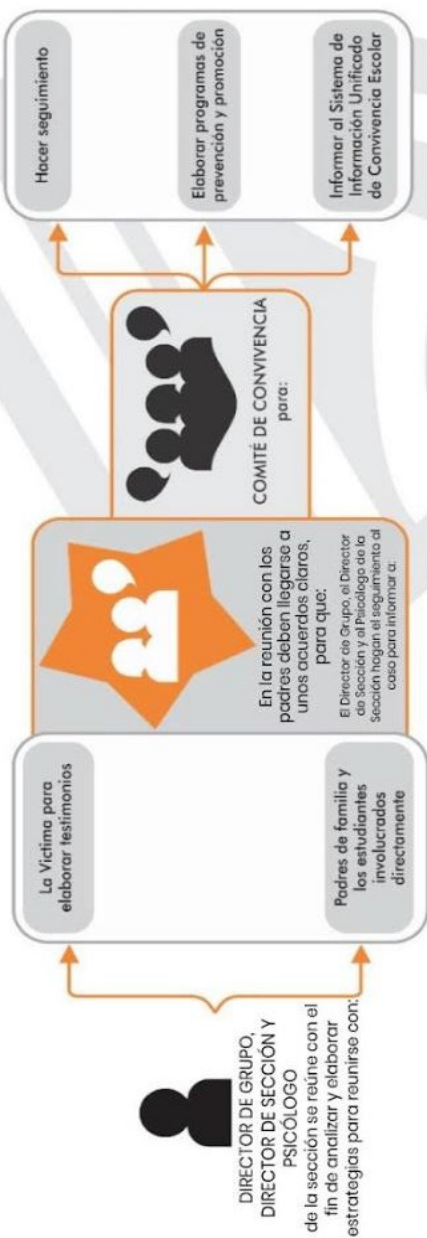 DIRECTOR DE GRUPO,
DIRECTOR DE SECCIÓN Y
PSICÓLOGO
de la sección se reúne con el
fin de analizar y elaborar
estrategias para reunirse con:
La Victima para
elaborar testimonios
Padres de familia y
los estudiantes
involucrados
directamente
En la reunión con los
padres deben llegarse a
unos acuerdos claros,
para que:
El Director de Grupo, el Director
de Sección y el Psicólogo de la
Sección hagan el seguimiento al
caso para informar a:
COMITÉ DE CONVIVENCIA
para:
Hacer seguimiento
Elaborar programas de
prevención y promoción
Informar al Sistema de
Información Unificado
de Convivencia Escolar